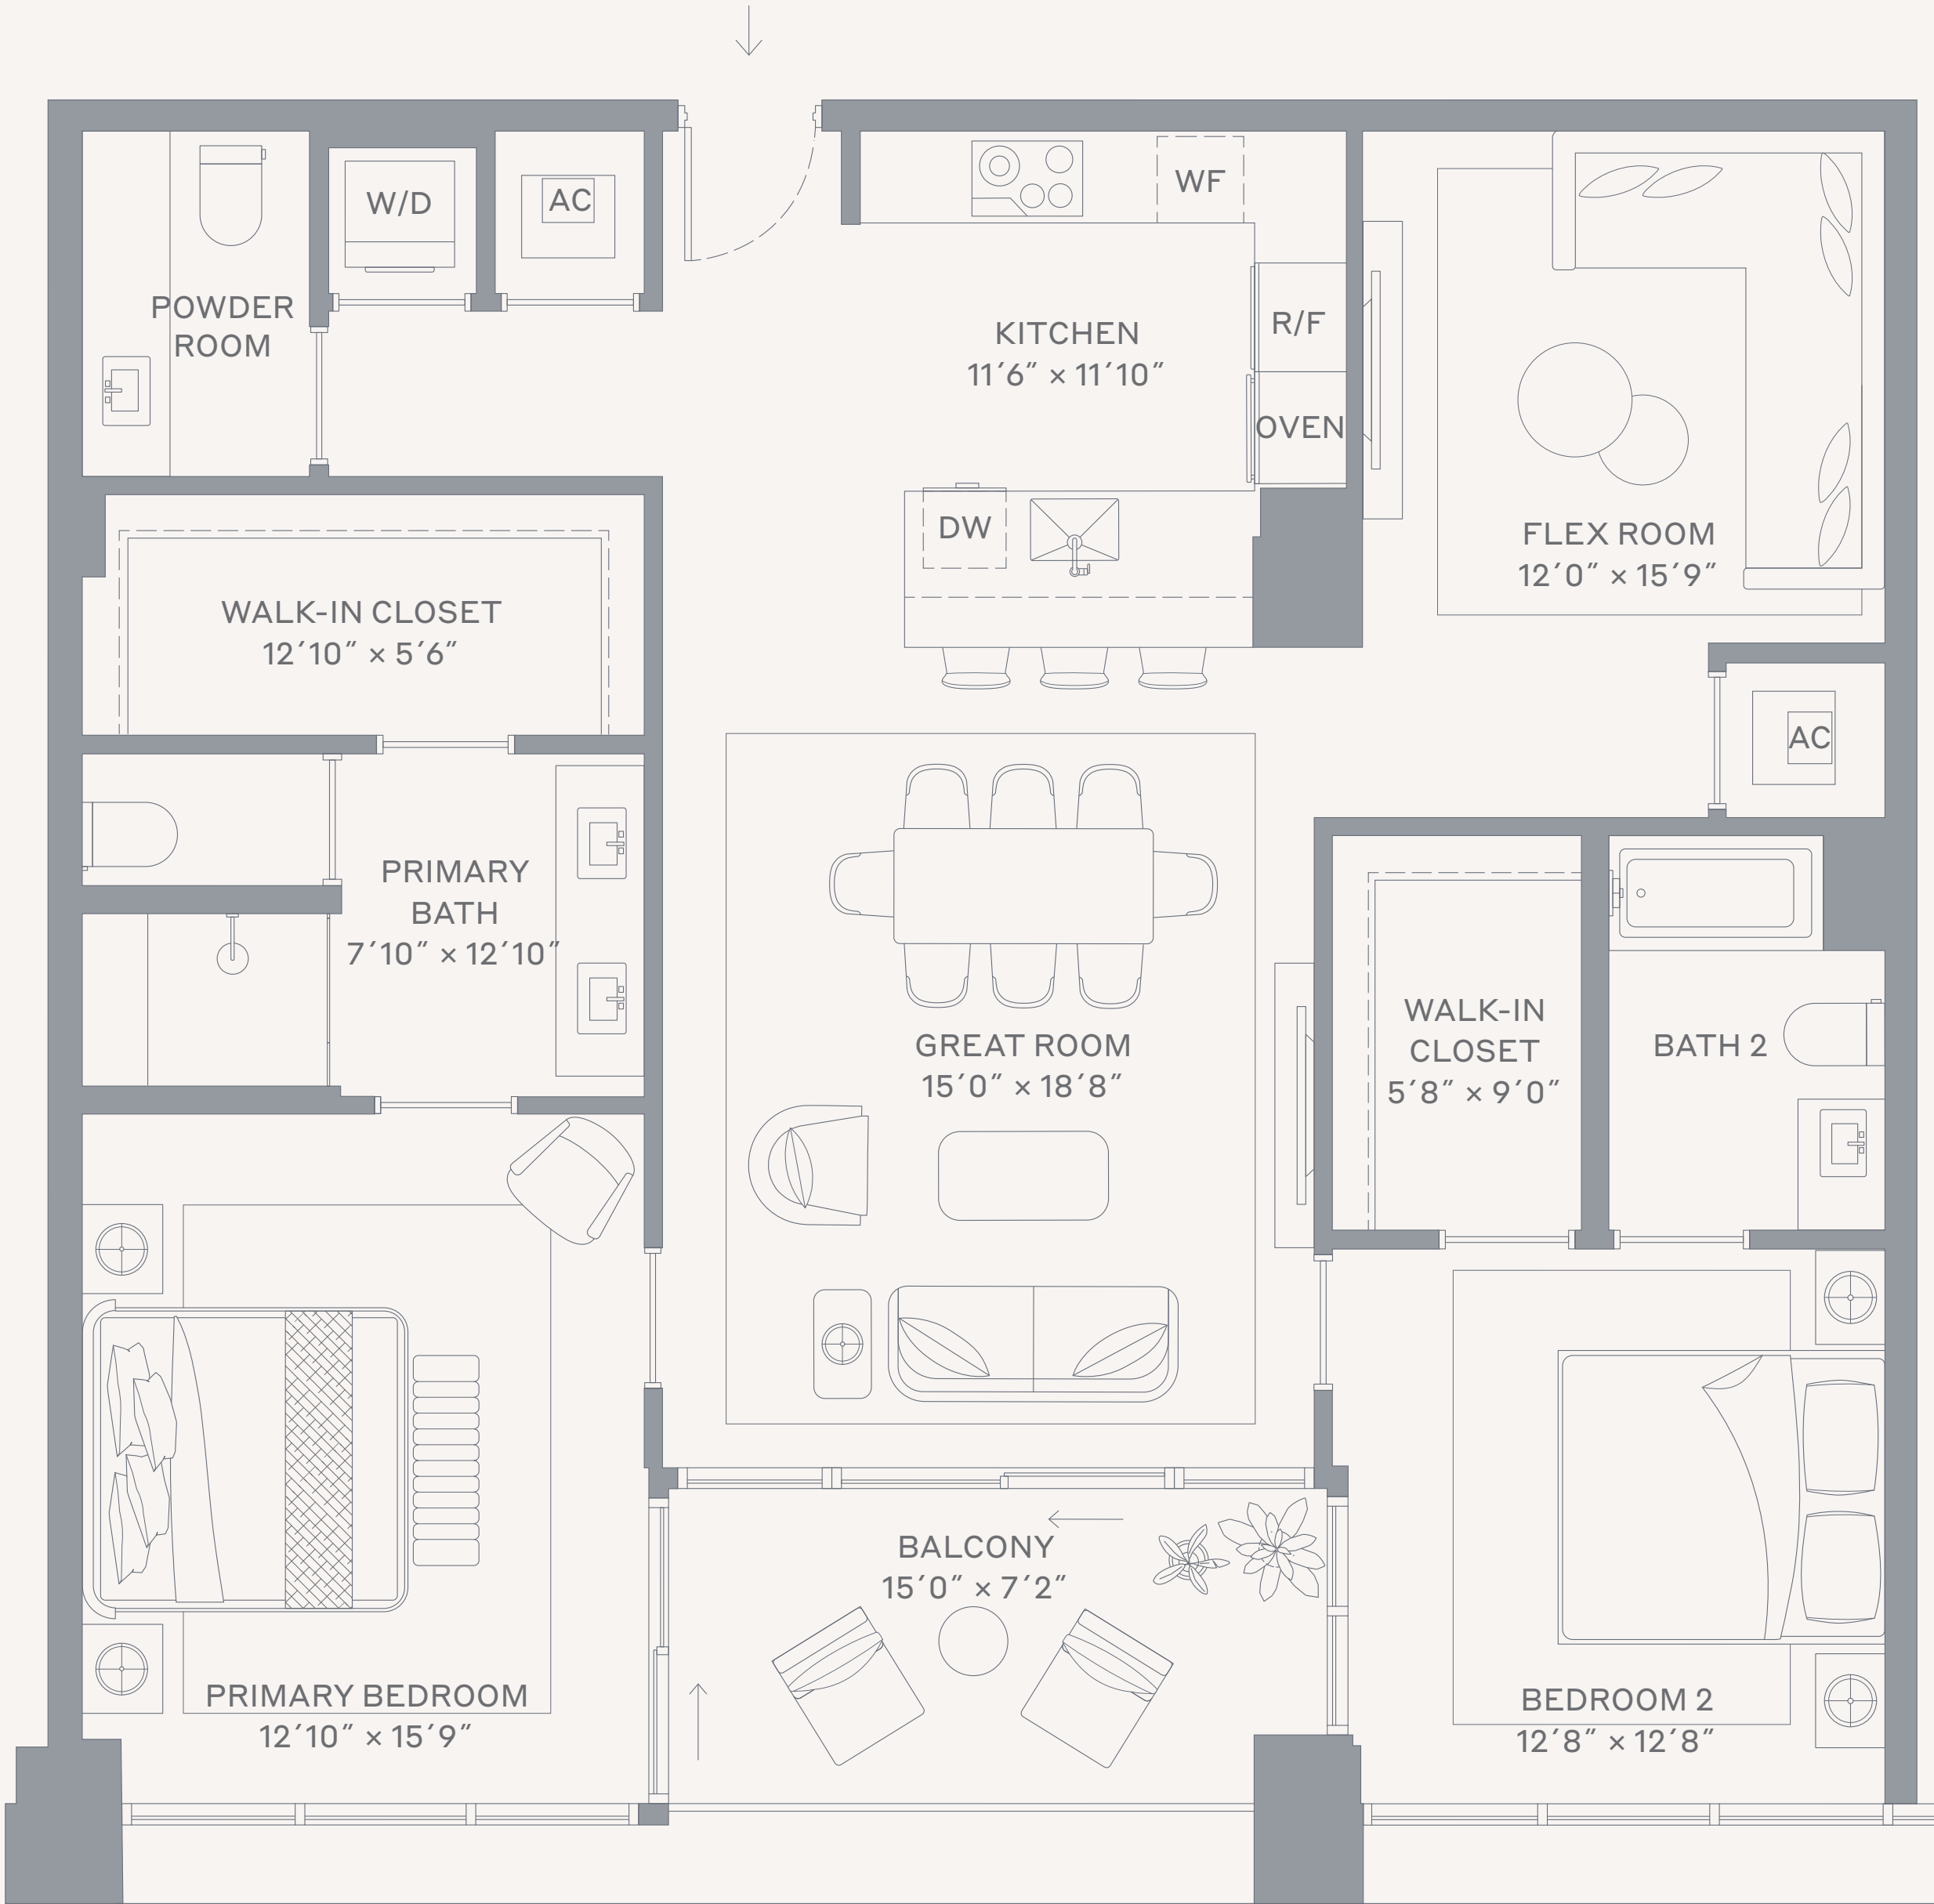 W/D
AC
WF
POWDER
ROOM
KITCHEN
11′6″ × 11′10″
R/F
OVEN
DW
FLEX ROOM
12′0″ × 15′9″
WALK-IN CLOSET
12′10″ × 5′6″
AC
PRIMARY
BATH
7′10″ × 12′10″
GREAT ROOM
15′0″ × 18′8″
WALK-IN
CLOSET
5′8″ × 9′0″
BATH 2
BALCONY
15′0″ × 7′2″
PRIMARY BEDROOM
12′10″ × 15′9″
BEDROOM 2
12′8″ × 12′8″